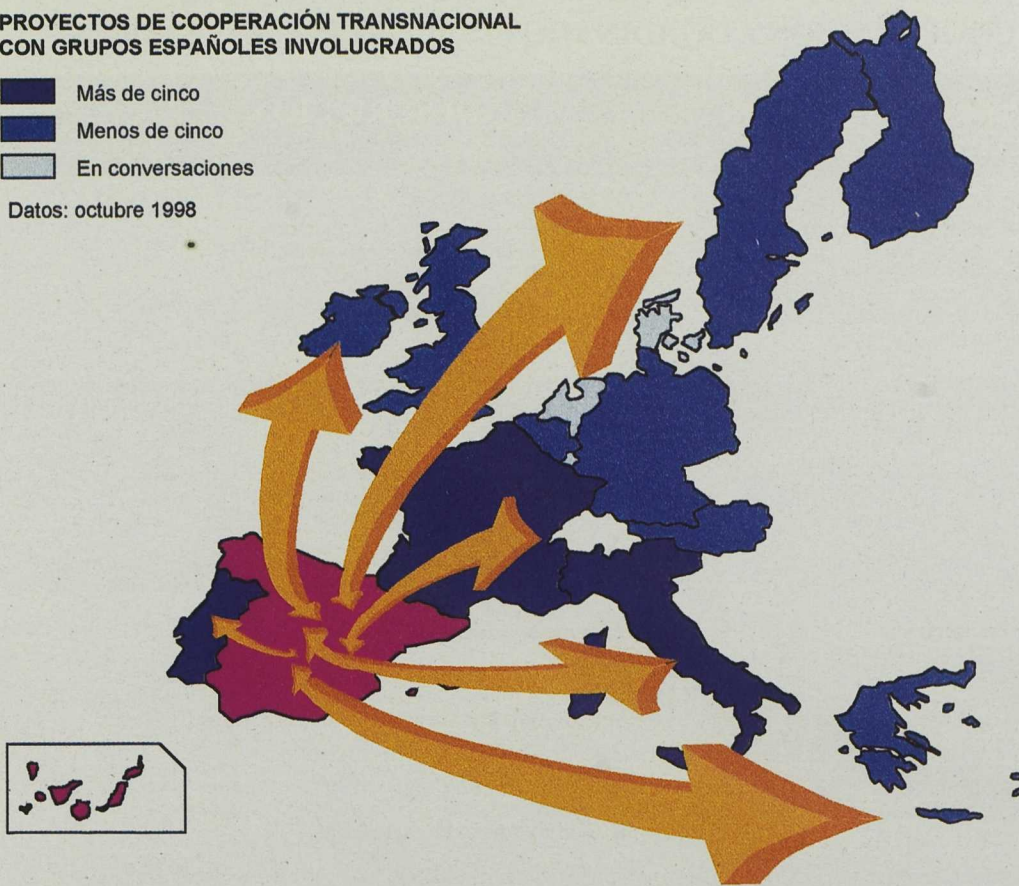 PROYECTOS DE COOPERACIÓN TRANSNACIONAL
CON GRUPOS ESPAÑOLES INVOLUCRADOS
Más de cinco
Menos de cinco
En conversaciones
Datos: octubre 1998